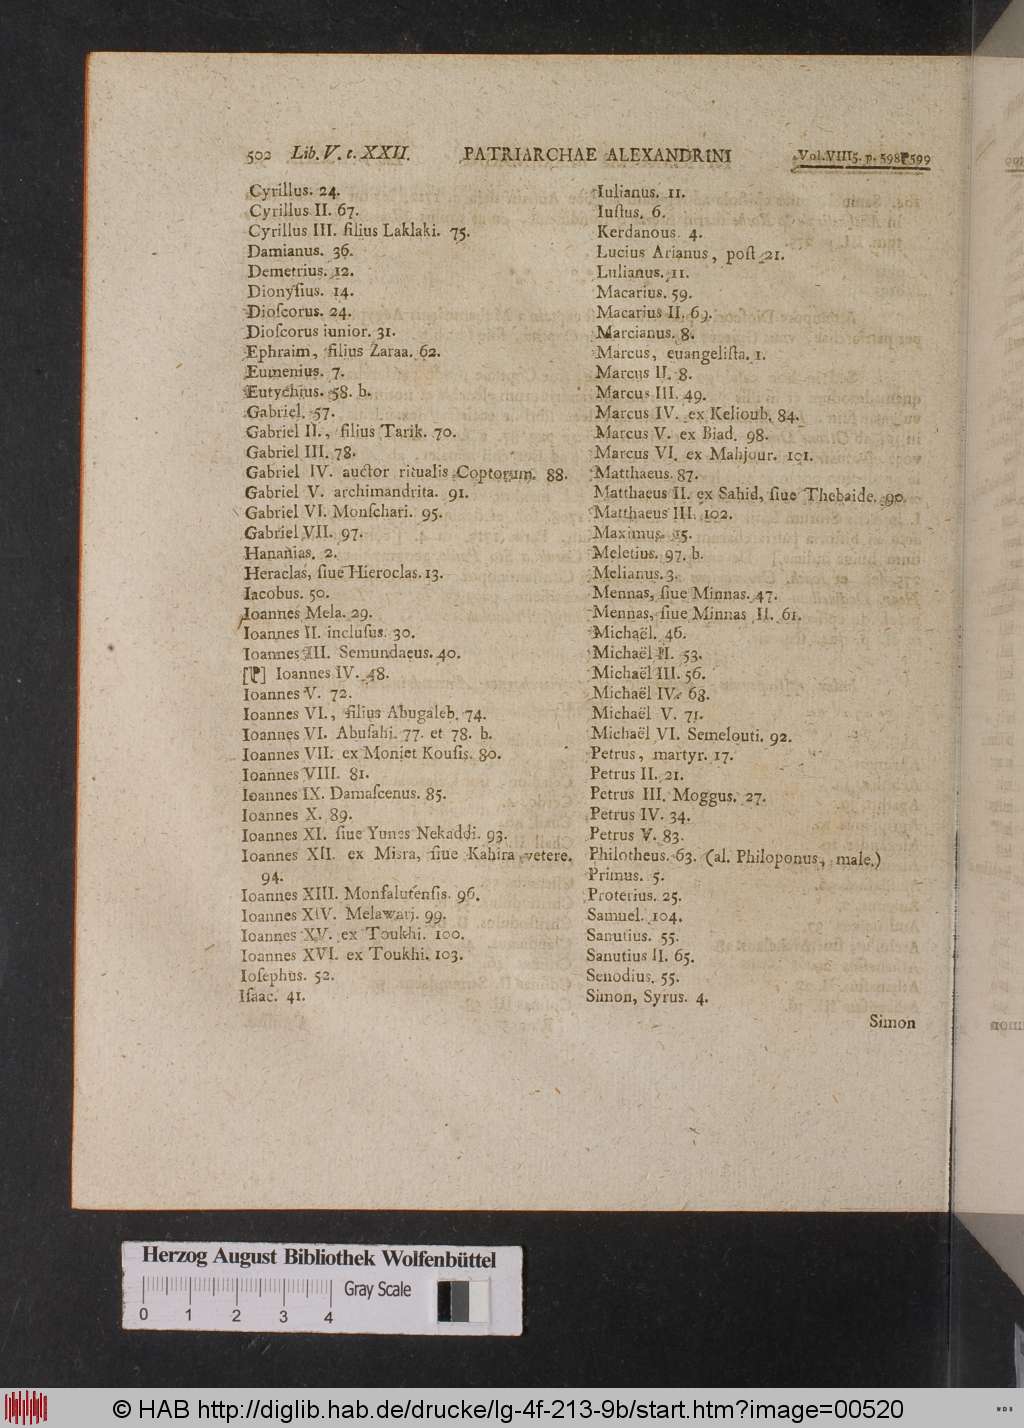 502 Lib. V. c. XXII. PATRIARCHAE ALEXANDRINI Vol. VIII p. 598 599
Cyrillus. 24.
Cyrillus II. 67.
Cyrillus III. filius Laklaki. 75.
Damianus. 36.
Demetrius. 12.
Dionyſius. 14.
Dioſcorus. 24.
Dioſcorus iunior. 31.
Ephraim, filius Zaraa. 62.
Eumenius. 7.
Eutychius. 58. b.
Gabriel. 57.
Gabriel II., filius Tarik. 70.
Gabriel III. 78.
Gabriel IV. auctor ritualis Coptorum. 88.
Gabriel V. archimandrita. 91.
Gabriel VI. Monſchari. 95.
Gabriel VII. 97.
Hananias. 2.
Heraclas, ſiue Hieroclas. 13.
Iacobus. 50.
Ioannes Mela. 29.
Ioannes II. incluſus. 30.
Ioannes III. Semundaeus. 40.
[⁋] Ioannes IV. 48.
Ioannes V. 72.
Ioannes VI., filius Abugaleb. 74.
Ioannes VI. Abuſahi. 77. et 78. b.
Ioannes VII. ex Moniet Kouſis. 80.
Ioannes VIII. 81.
Ioannes IX. Damaſcenus. 85.
Ioannes X. 89.
Ioannes XI. ſiue Yunes Nekaddi. 93.
Ioannes XII. ex Misra, ſiue Kahira vetere.
94.
Ioannes XIII. Monfalutenſis. 96.
Ioannes XIV. Melawarj. 99.
Ioannes XV. ex Toukhi. 100.
Ioannes XVI. ex Toukhi. 103.
Ioſephus. 52.
Iſaac. 41.
Iulianus. 11.
Iuſtus. 6.
Kerdanous. 4.
Lucius Arianus, poſt 21.
Lulianus. 11.
Macarius. 59.
Macarius II. 69.
Marcianus. 8.
Marcus, euangeliſta. 1.
Marcus II. 8.
Marcus III. 49.
Marcus IV. ex Kelioub. 84.
Marcus V. ex Biad. 98.
Marcus VI. ex Mahjour. 101.
Matthaeus. 87.
Matthaeus II. ex Sahid, ſiue Thebaide. 90.
Matthaeus III. 102.
Maximus. 15.
Meletius. 97. b.
Melianus. 3.
Mennas, ſiue Minnas. 47.
Mennas, ſiue Minnas II. 61.
Michaël. 46.
Michaël II. 53.
Michaël III. 56.
Michaël IV. 68.
Michaël V. 71.
Michaël VI. Semelouti. 92.
Petrus, martyr. 17.
Petrus II. 21.
Petrus III. Moggus. 27.
Petrus IV. 34.
Petrus V. 83.
Philotheus. 63. (al. Philoponus, male.)
Primus. 5.
Proterius. 25.
Samuel. 104.
Sanutius. 55.
Sanutius II. 65.
Senodius. 55.
Simon, Syrus. 4.
Simon
Herzog August Bibliothek Wolfenbüttel
Gray Scale
0 1 2 3 4
© HAB http://diglib.hab.de/drucke/lg-4f-213-9b/start.htm?image=00520